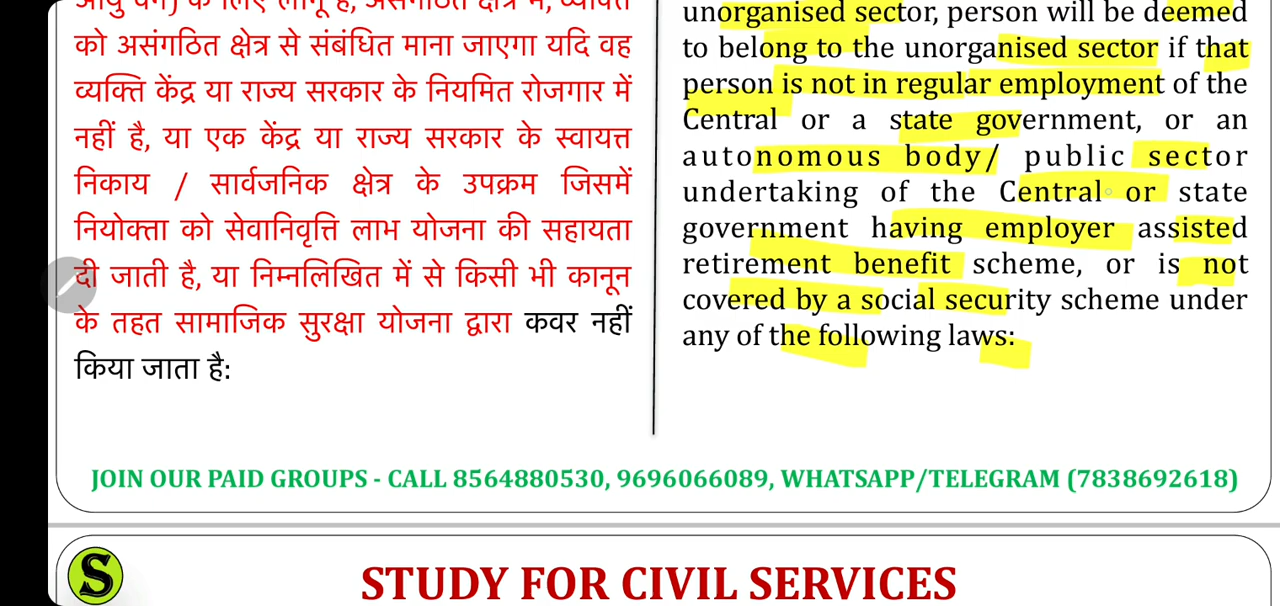 आयु वर्ग) के लिए लागू है, असंगठित क्षेत्र में, व्यक्ति
को असंगठित क्षेत्र से संबंधित माना जाएगा यदि वह
व्यक्ति केंद्र या राज्य सरकार के नियमित रोजगार में
नहीं है, या एक केंद्र या राज्य सरकार के स्वायत्त
निकाय / सार्वजनिक क्षेत्र के उपक्रम जिसमें
नियोक्ता को सेवानिवृत्ति लाभ योजना की सहायता
दी जाती है, या निम्नलिखित में से किसी भी कानून
के तहत सामाजिक सुरक्षा योजना द्वारा कवर नहीं
किया जाता है:
unorganised sector, person will be deemed
to belong to the unorganised sector if that
person is not in regular employment of the
Central or a state government, or an
autonomous body/ public sector
undertaking of the Central or state
government having employer assisted
retirement benefit scheme, or is not
covered by a social security scheme under
any of the following laws:
JOIN OUR PAID GROUPS - CALL 8564880530, 9696066089, WHATSAPP/TELEGRAM (7838692618)
S
STUDY FOR CIVIL SERVICES